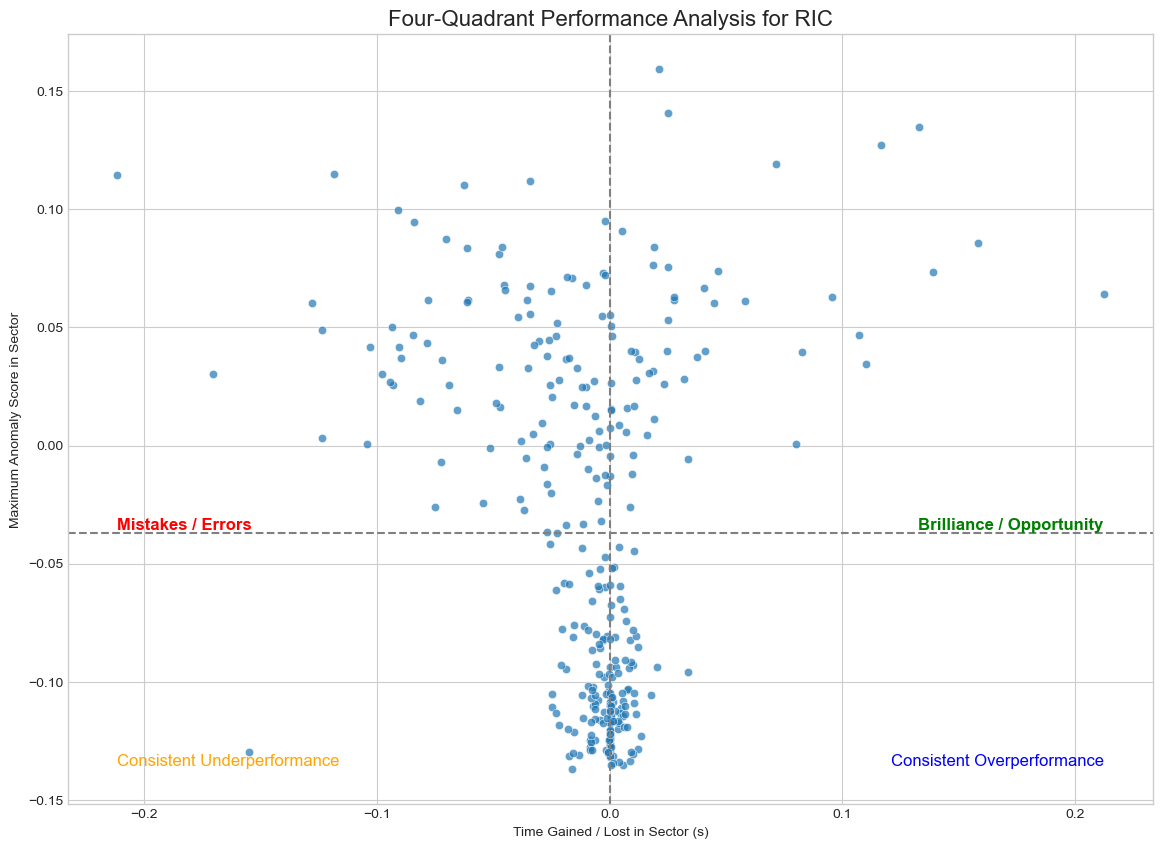 Four-Quadrant Performance Analysis for RIC
0.15
0.10
0.05
0.00
−0.05
−0.10
−0.15
Maximum Anomaly Score in Sector
Mistakes / Errors
Brilliance / Opportunity
Consistent Underperformance
Consistent Overperformance
−0.2
−0.1
0.0
0.1
0.2
Time Gained / Lost in Sector (s)